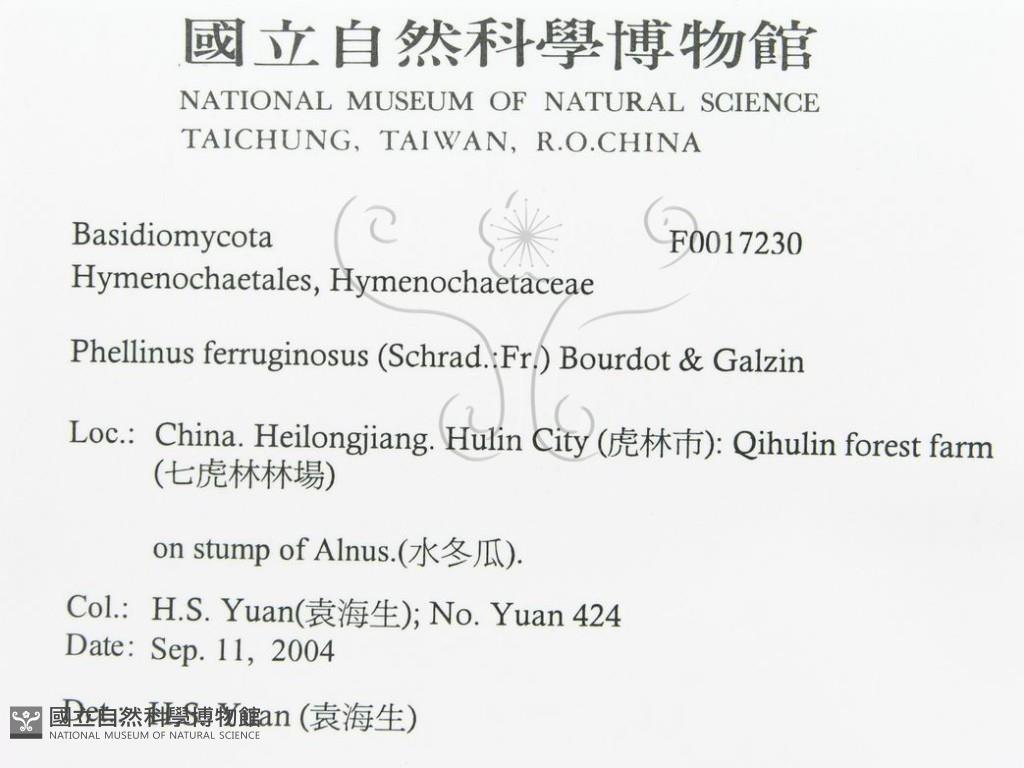 國立自然科學博物館
NATIONAL MUSEUM OF NATURAL SCIENCE
TAICHUNG, TAIWAN, R.O.CHINA
Basidiomycota F0017230
Hymenochaetales, Hymenochaetaceae
Phellinus ferruginosus (Schrad.:Fr.) Bourdot & Galzin
Loc.: China. Heilongjiang. Hulin City (虎林市): Qihulin forest farm
(七虎林林場)
on stump of Alnus.(水冬瓜).
Col.: H.S. Yuan(袁海生); No. Yuan 424
Date: Sep. 11, 2004
Det.: H.S. Yuan (袁海生)
國立自然科學博物館
NATIONAL MUSEUM OF NATURAL SCIENCE